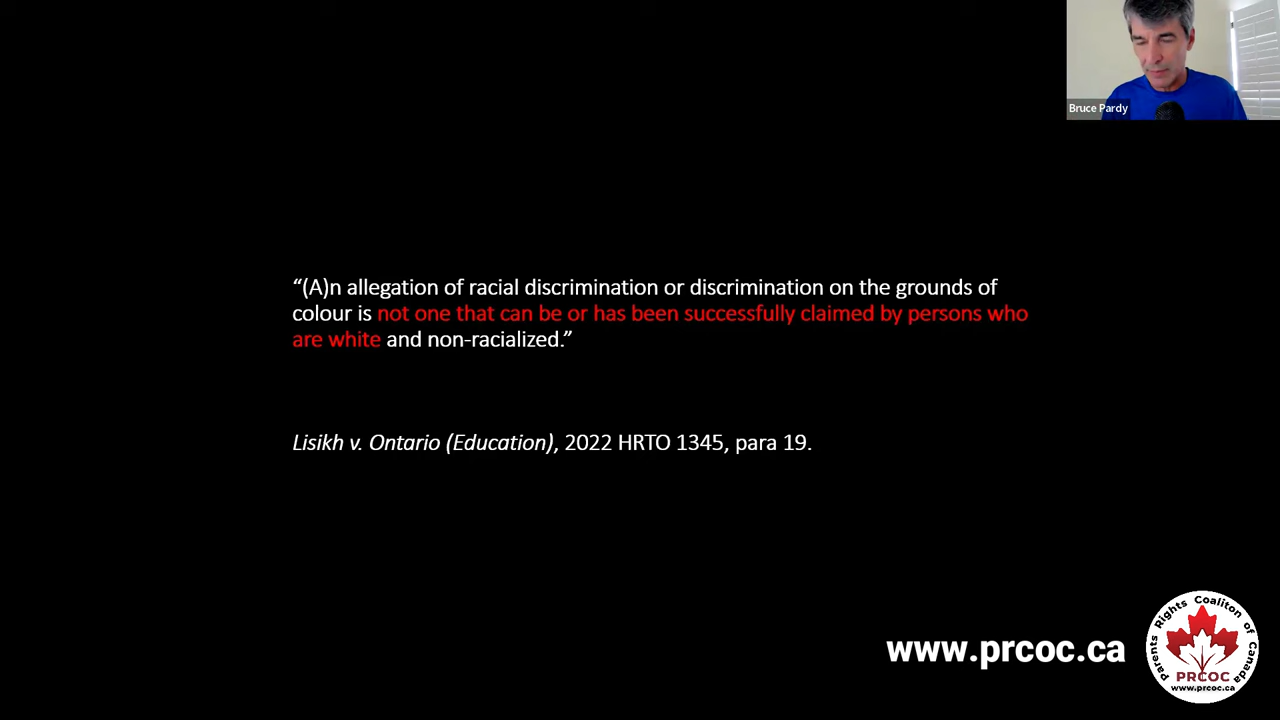 Bruce Pardy
“(A)n allegation of racial discrimination or discrimination on the grounds of
colour is not one that can be or has been successfully claimed by persons who
are white and non-racialized.”
Lisikh v. Ontario (Education), 2022 HRTO 1345, para 19.
www.prcoc.ca
Parents Rights Coaliton of Canada
PRCOC
www.prcoc.ca